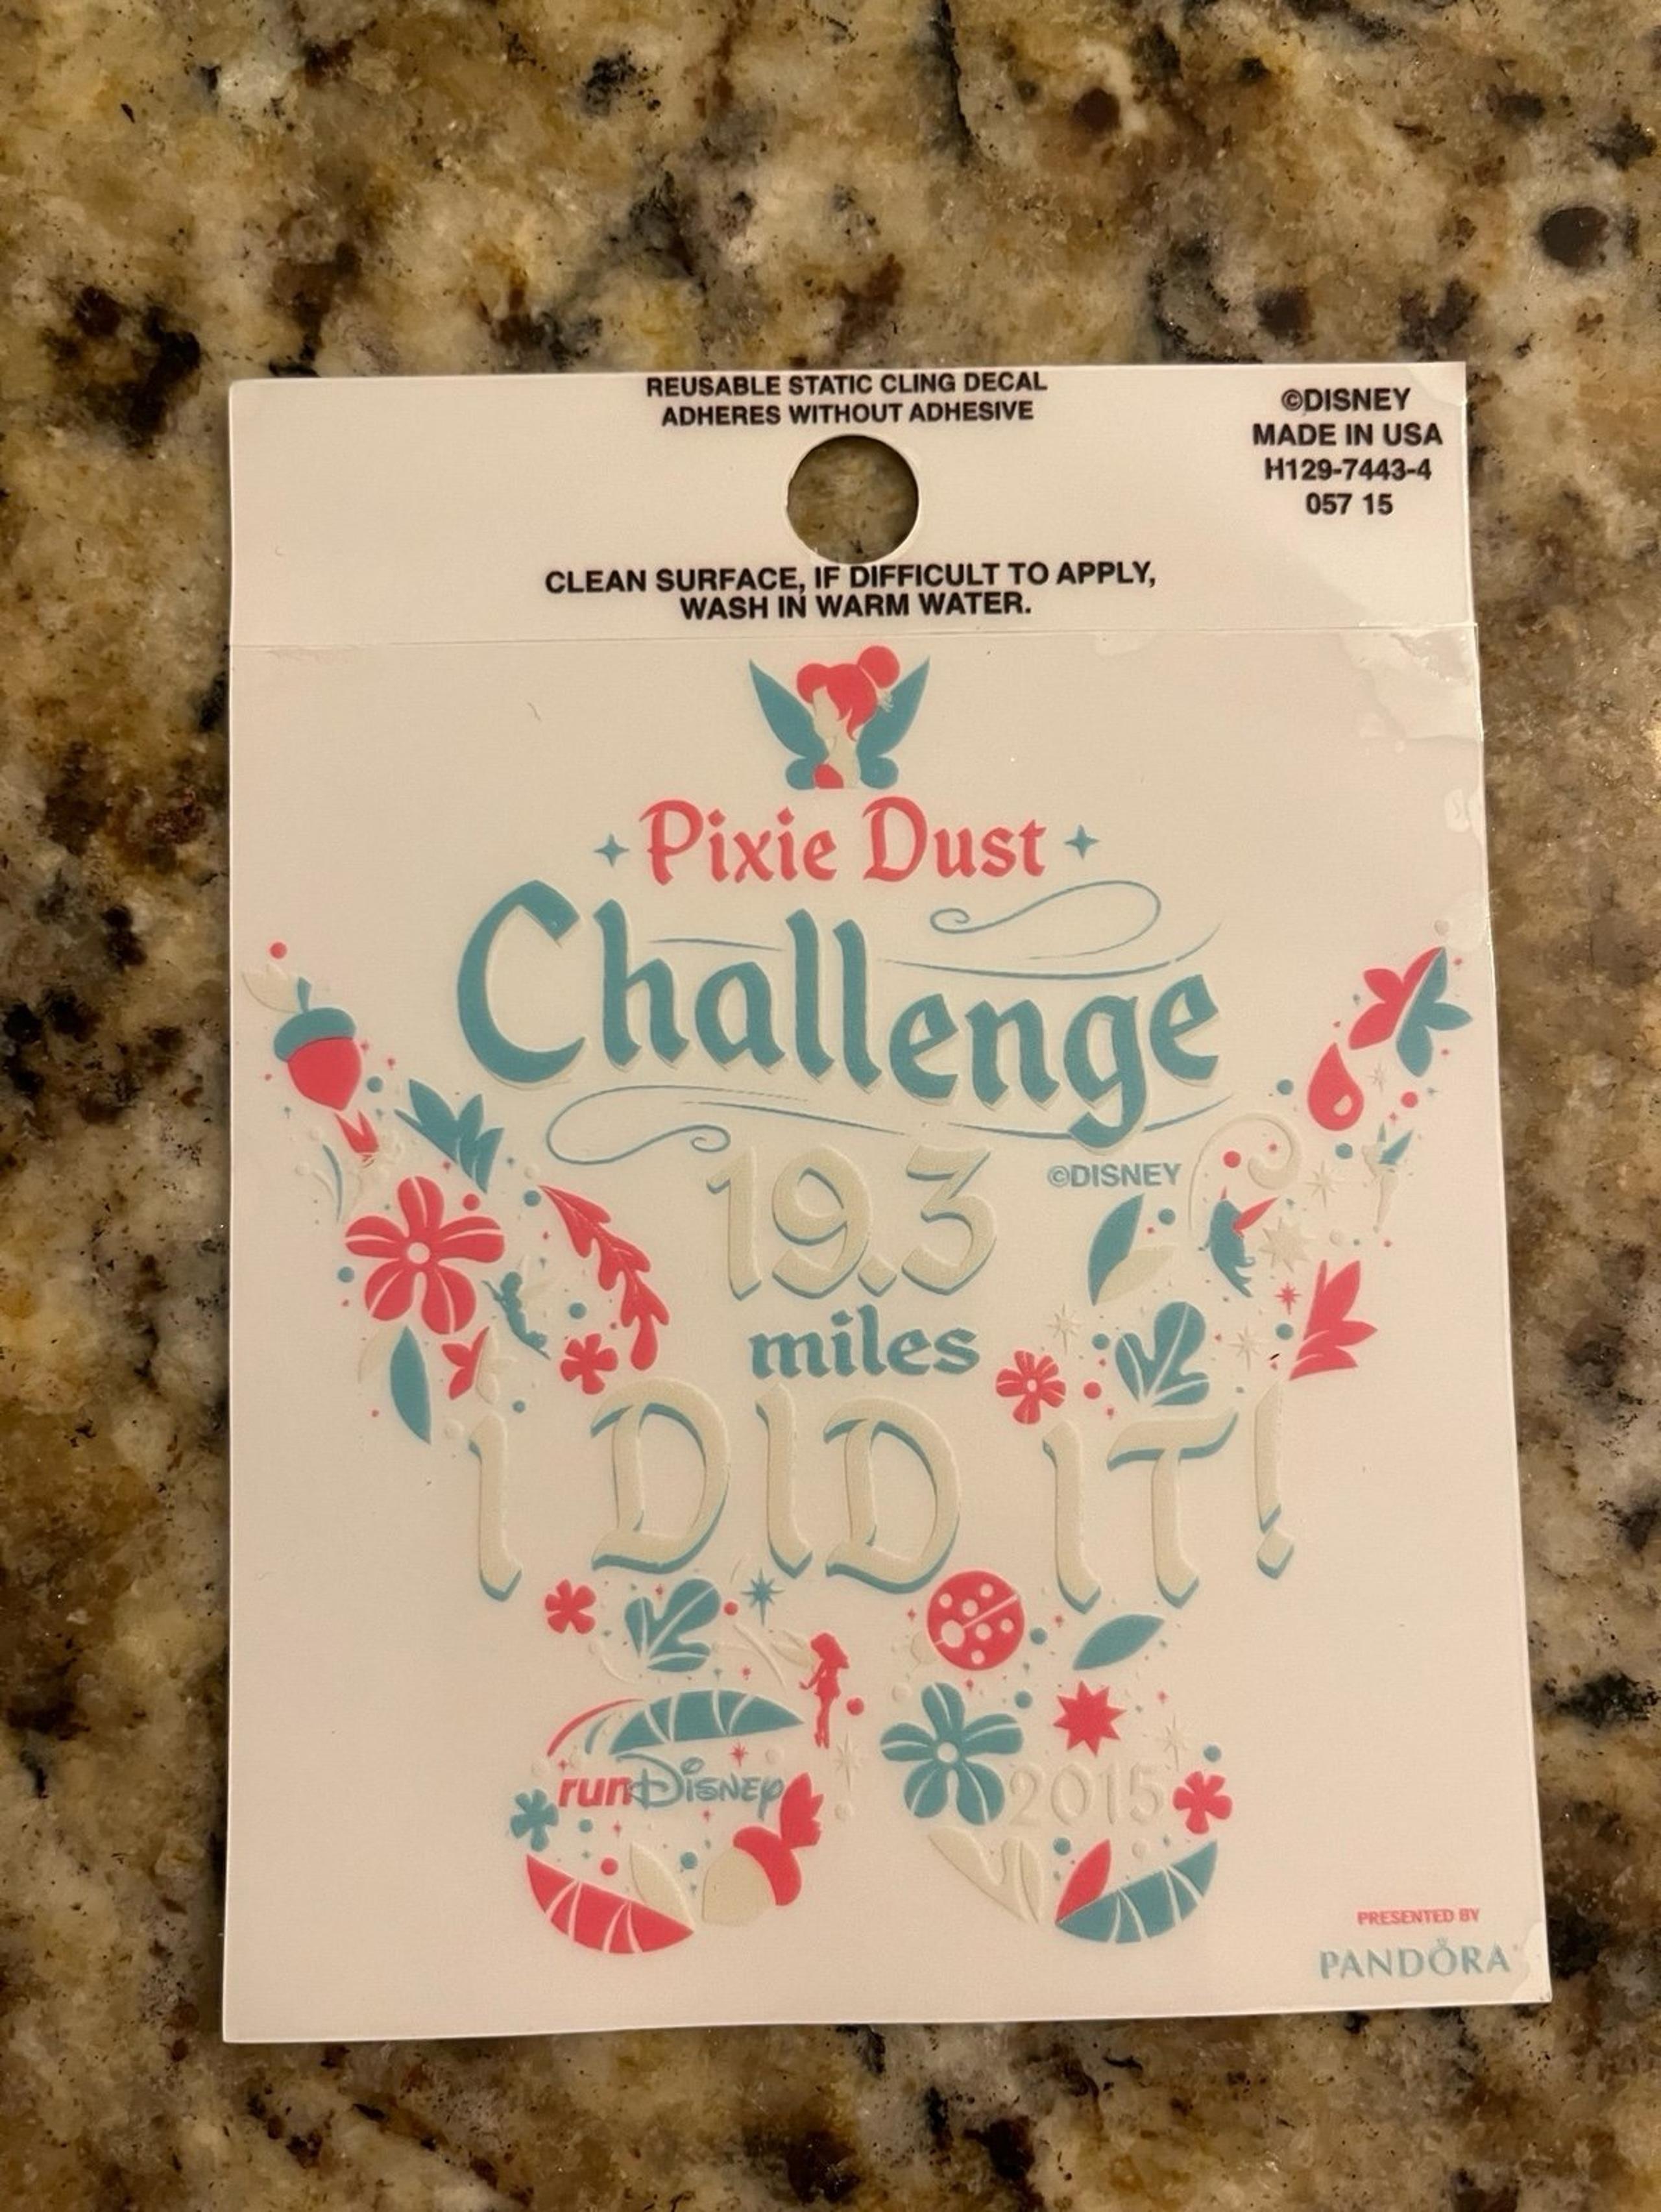 REUSABLE STATIC CLING DECAL
ADHERES WITHOUT ADHESIVE
©DISNEY
MADE IN USA
H129-7443-4
057 15
CLEAN SURFACE, IF DIFFICULT TO APPLY,
WASH IN WARM WATER.
Pixie Dust
Challenge
19.3
©DISNEY
miles
I DID IT!
runDisney
2015
PRESENTED BY
PANDÖRA